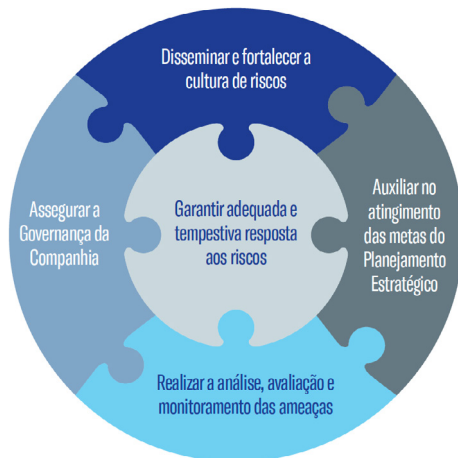 Disseminar e fortalecer a
cultura de riscos
Assegurar a
Governança da
Companhia
Garantir adequada e
tempestiva resposta
aos riscos
Auxiliar no
atingimento
das metas do
Planejamento
Estratégico
Realizar a análise, avaliação e
monitoramento das ameaças